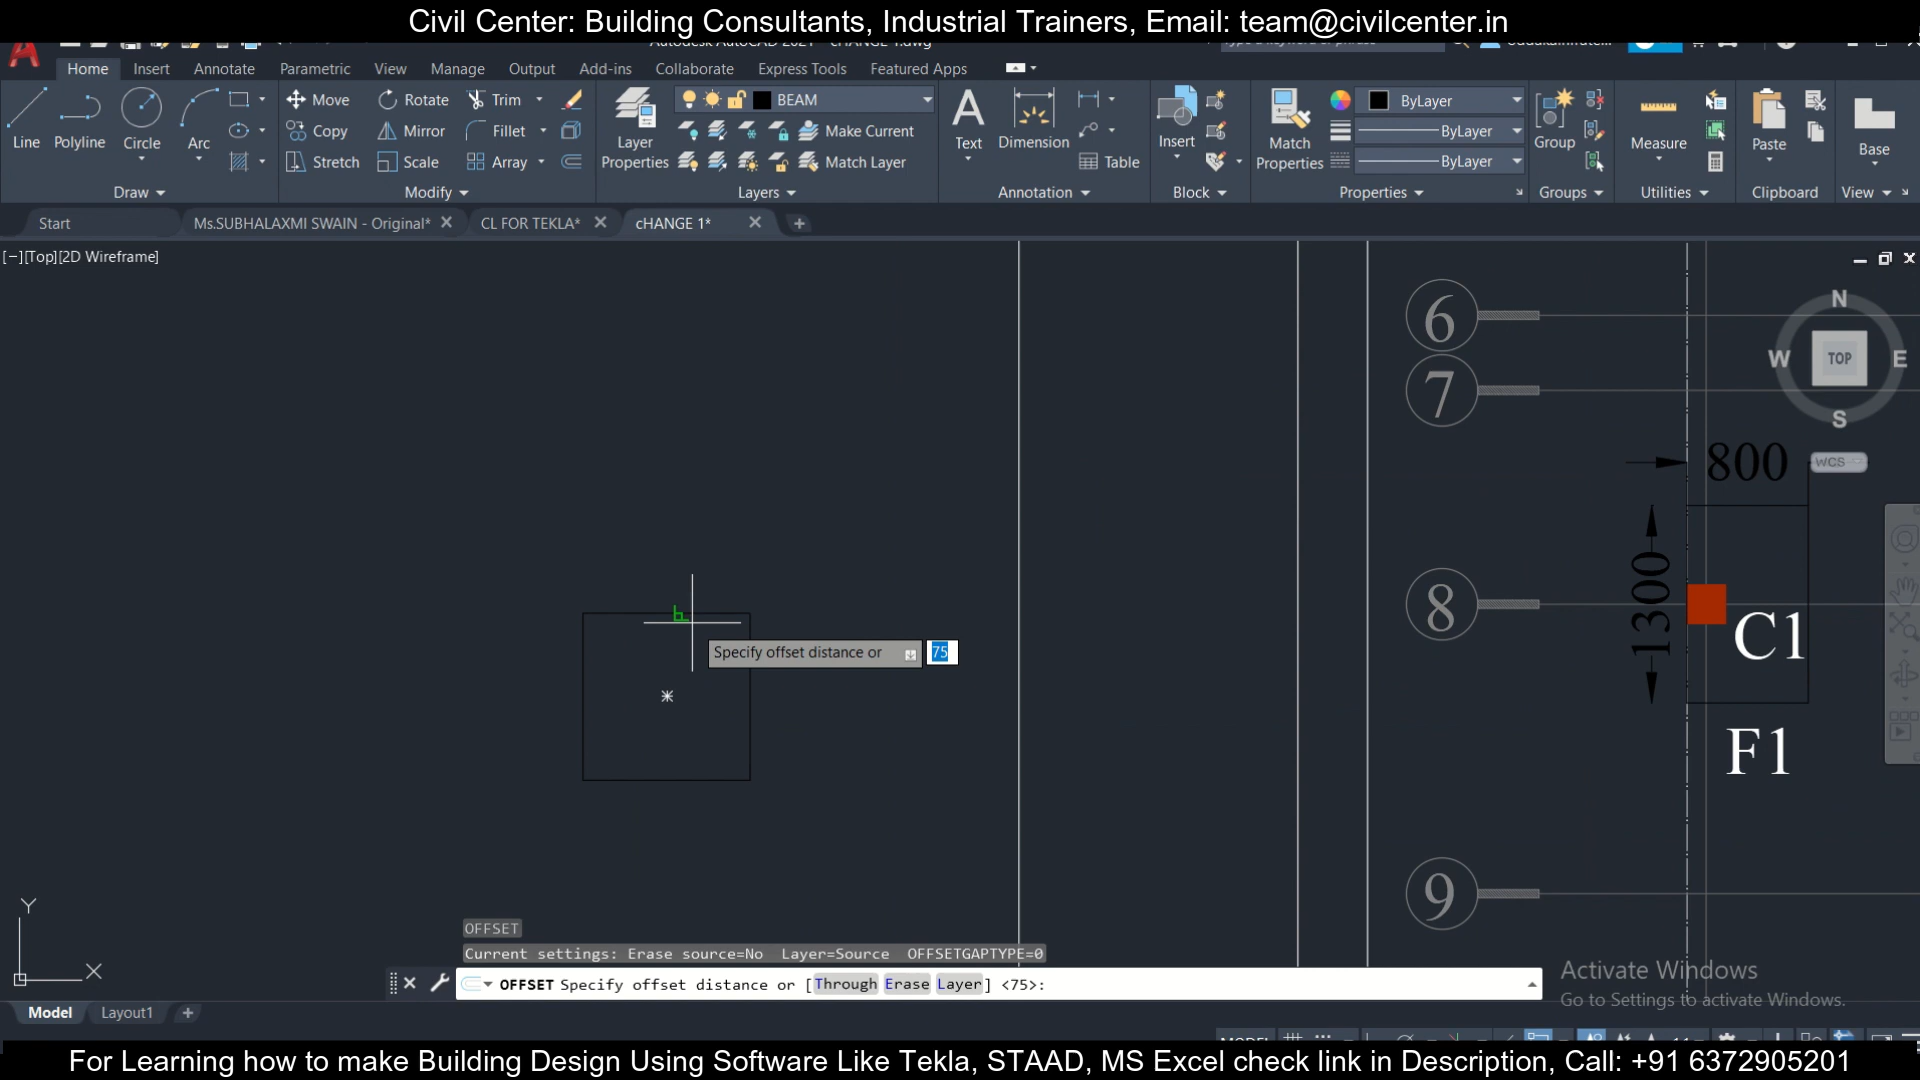 Civil Center: Building Consultants, Industrial Trainers, Email: team@civilcenter.in
Home Insert Annotate Parametric View Manage Output Add-ins Collaborate Express Tools Featured Apps
Line Polyline Circle Arc
Move Rotate Trim
Copy Mirror Fillet
Stretch Scale Array
Layer Properties
BEAM
Make Current
Match Layer
Text Dimension Table
Insert
Match Properties
ByLayer
ByLayer
ByLayer
Group Measure Paste Base
Draw Modify Layers Annotation Block Properties Groups Utilities Clipboard View
Start Ms.SUBHALAXMI SWAIN - Original* CL FOR TEKLA* cHANGE 1*
[−][Top][2D Wireframe]
6
7
8
9
N
W TOP E
S
WCS
800
1300
C1
F1
Specify offset distance or 75
Y
X
OFFSET
Current settings: Erase source=No Layer=Source OFFSETGAPTYPE=0
OFFSET Specify offset distance or [Through Erase Layer] <75>:
Activate Windows
Go to Settings to activate Windows.
Model Layout1
For Learning how to make Building Design Using Software Like Tekla, STAAD, MS Excel check link in Description, Call: +91 6372905201